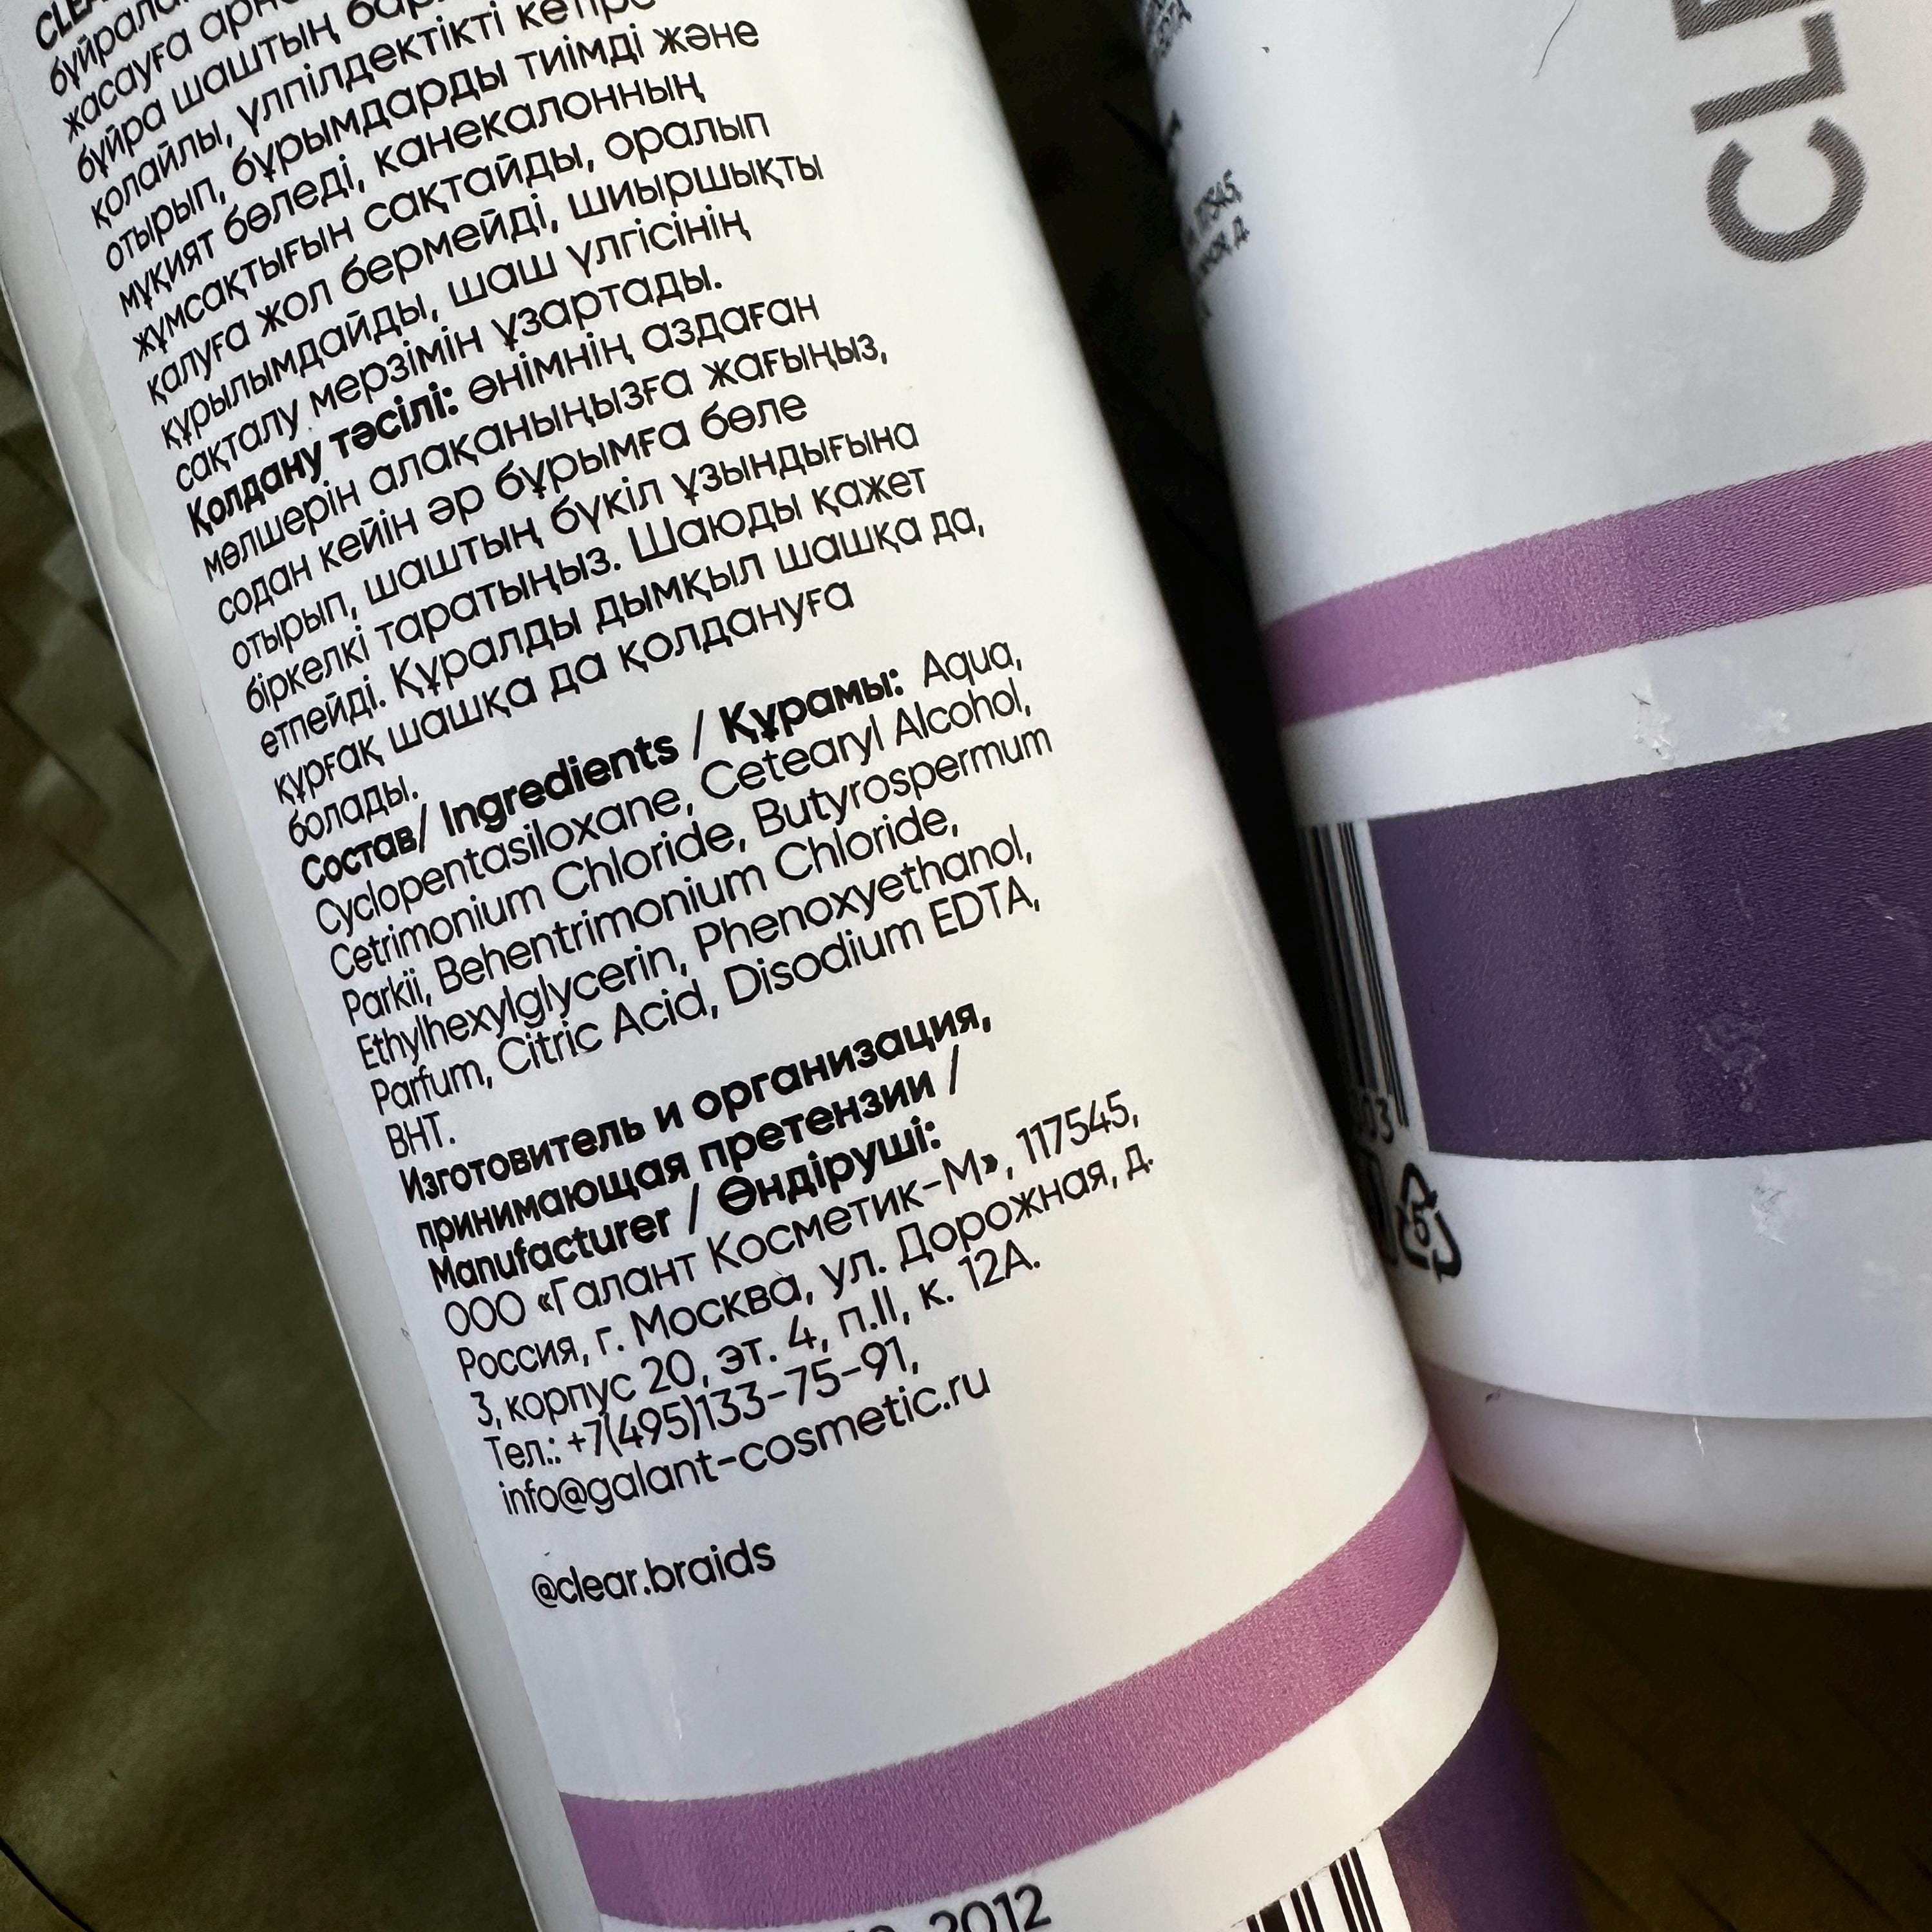 жасауға
бұйра шаштың
қолайлы, үлпілдектікті
отырып, бұрымдарды тиімді және
мұқият бөледі, канекалонның
жұмсақтығын сақтайды, оралып
қалуға жол бермейді, шиыршықты
құрылымдайды, шаш үлгісінің
сақталу мерзімін ұзартады.
Қолдану тәсілі: өнімнің аздаған
мөлшерін алақаныңызға жағыңыз,
содан кейін әр бұрымға бөле
отырып, шаштың бүкіл ұзындығына
біркелкі таратыңыз. Шаюды қажет
етпейді. Құралды дымқыл шашқа да,
құрғақ шашқа да қолдануға
болады.
Состав/ Ingredients / Құрамы: Aqua,
Cyclopentasiloxane, Cetearyl Alcohol,
Cetrimonium Chloride, Butyrospermum
Parkii, Behentrimonium Chloride,
Ethylhexylglycerin, Phenoxyethanol,
Parfum, Citric Acid, Disodium EDTA,
BHT.
Изготовитель и организация,
принимающая претензии /
Manufacturer / Өндіруші:
ООО «Галант Косметик-М», 117545,
Россия, г. Москва, ул. Дорожная, д.
3, корпус 20, эт. 4, п.II, к. 12А.
Тел.: +7(495)133-75-91,
info@galant-cosmetic.ru
@clear.braids
2012
5